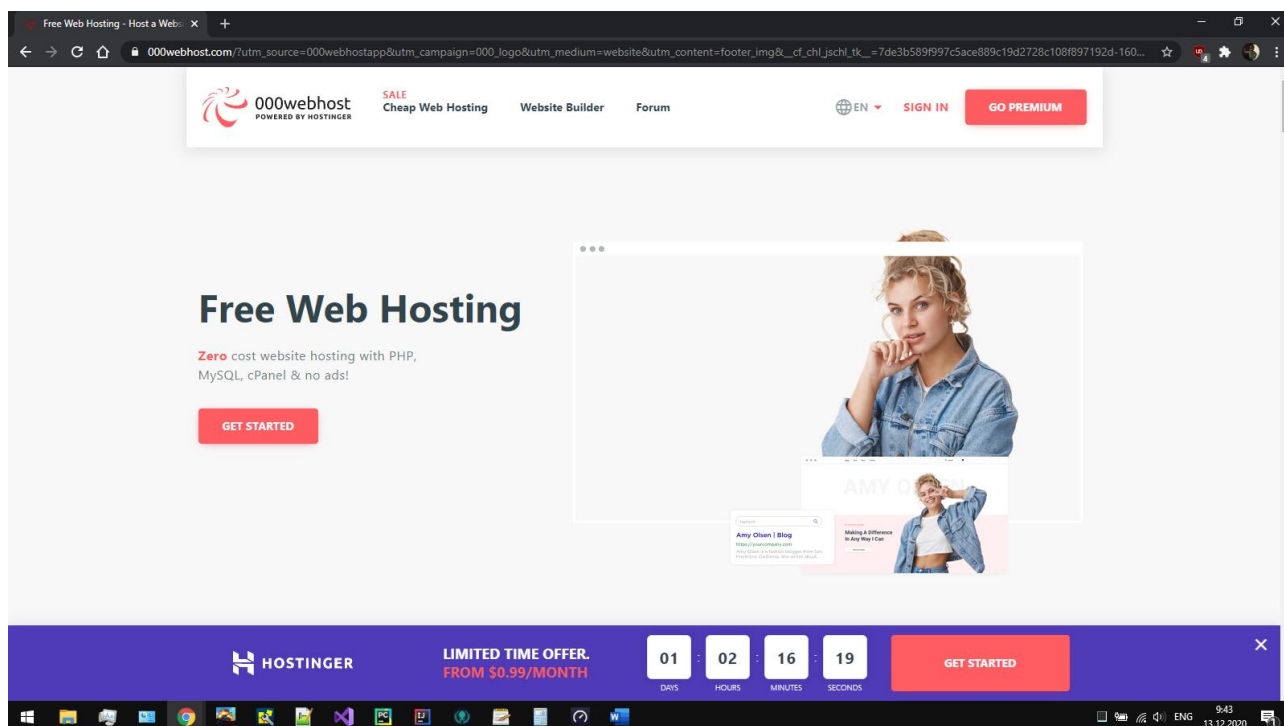 Free Web Hosting - Host a Webs
000webhost.com/?utm_source=000webhostapp&utm_campaign=000_logo&utm_medium=website&utm_content=footer_img&__cf_chl_jschl_tk__=7de3b589f997c5ace889c19d2728c108f897192d-160...
4
000webhost
POWERED BY HOSTINGER
SALE
Cheap Web Hosting
Website Builder
Forum
EN
SIGN IN
GO PREMIUM
Free Web Hosting
Zero cost website hosting with PHP,
MySQL, cPanel & no ads!
GET STARTED
AMY
Making A Difference
In Any Way I Can
Amy Olsen | Blog
https://yourcompany.com
HOSTINGER
LIMITED TIME OFFER.
FROM $0.99/MONTH
01 : 02 : 16 : 19
DAYS HOURS MINUTES SECONDS
GET STARTED
ENG
9:43
13.12.2020